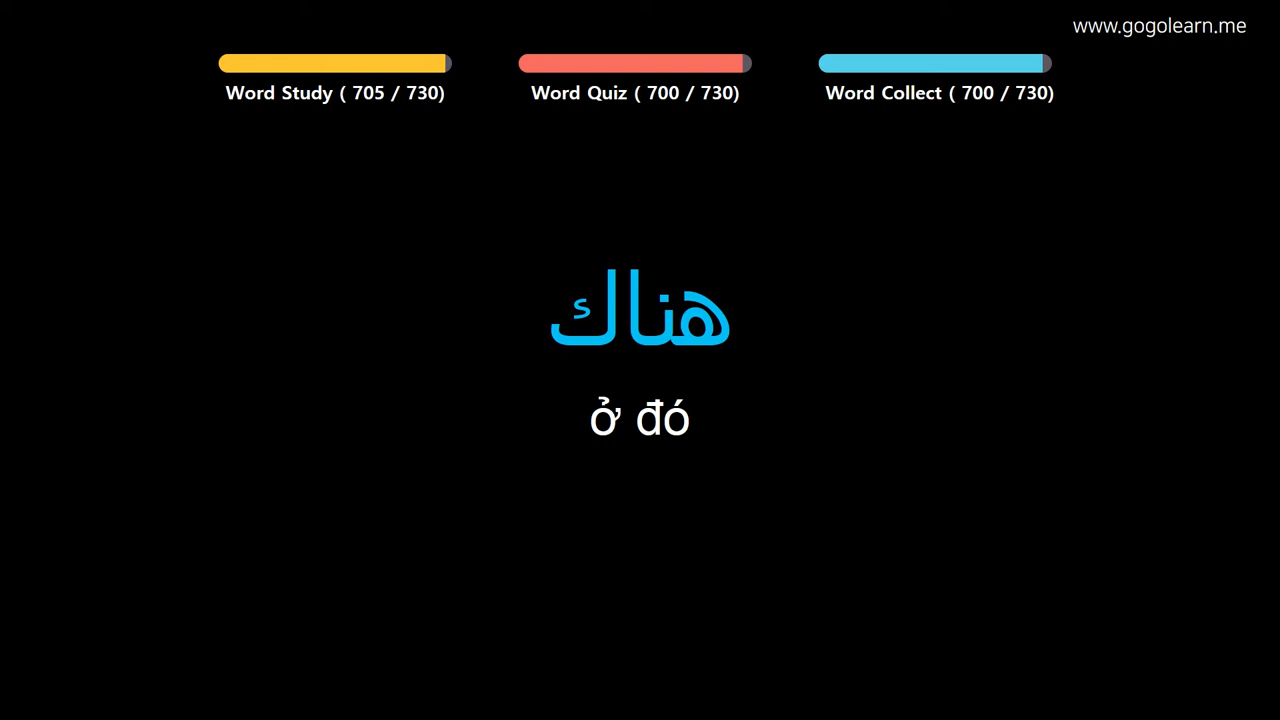 www.gogolearn.me
Word Study ( 705 / 730)
Word Quiz ( 700 / 730)
Word Collect ( 700 / 730)
هناك
ở đó